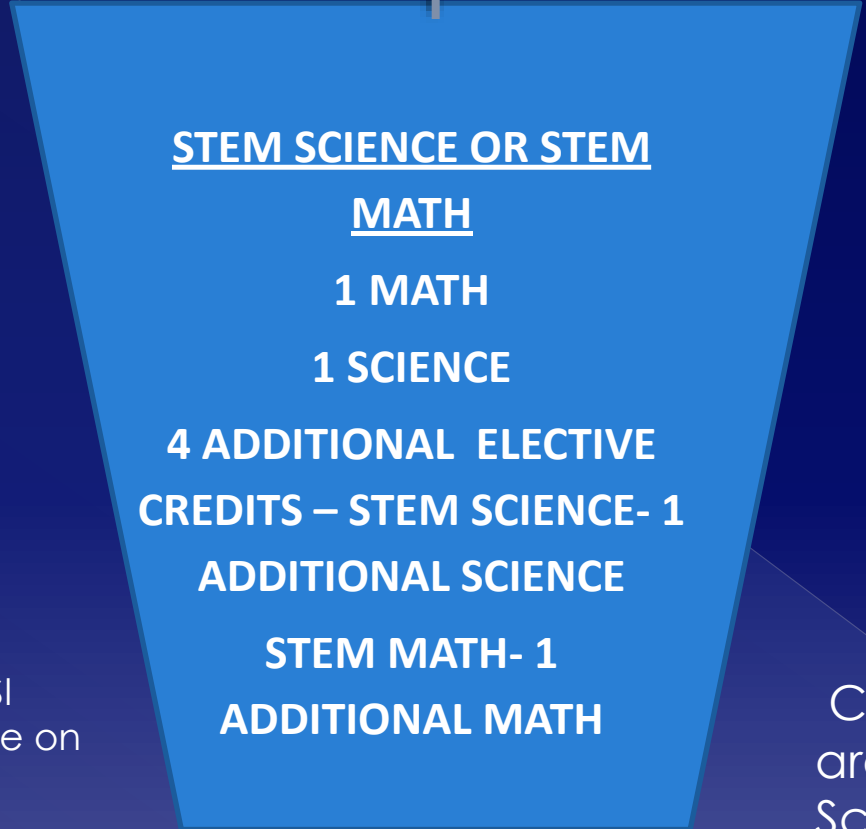 STEM SCIENCE OR STEM
MATH
1 MATH
1 SCIENCE
4 ADDITIONAL ELECTIVE
CREDITS – STEM SCIENCE- 1
ADDITIONAL SCIENCE
STEM MATH- 1
ADDITIONAL MATH
e on